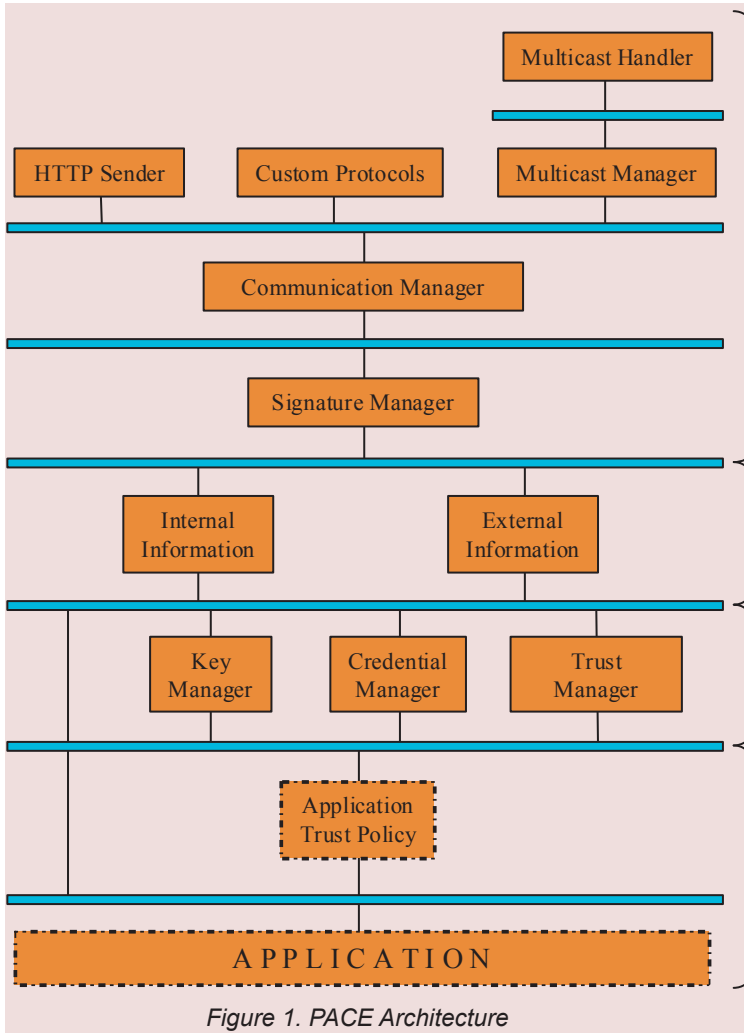 Multicast Handler
HTTP Sender
Custom Protocols
Multicast Manager
Communication Manager
Signature Manager
Internal
Information
External
Information
Key
Manager
Credential
Manager
Trust
Manager
Application
Trust Policy
APPLICATION
Figure 1. PACE Architecture